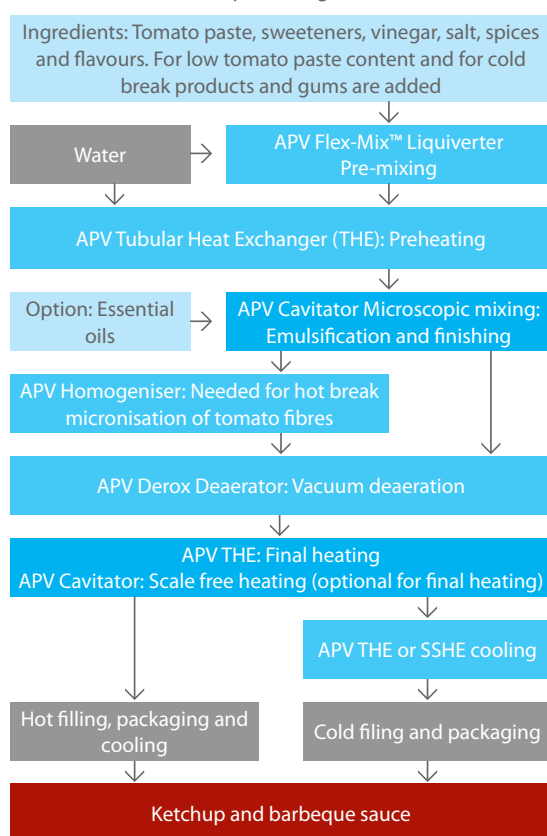 Ingredients: Tomato paste, sweeteners, vinegar, salt, spices
and flavours. For low tomato paste content and for cold
break products and gums are added
Water
APV Flex-Mix™ Liquiverter
Pre-mixing
APV Tubular Heat Exchanger (THE): Preheating
Option: Essential
oils
APV Cavitator Microscopic mixing:
Emulsification and finishing
APV Homogeniser: Needed for hot break
micronisation of tomato fibres
APV Derox Deaerator: Vacuum deaeration
APV THE: Final heating
APV Cavitator: Scale free heating (optional for final heating)
APV THE or SSHE cooling
Hot filling, packaging and
cooling
Cold filing and packaging
Ketchup and barbeque sauce